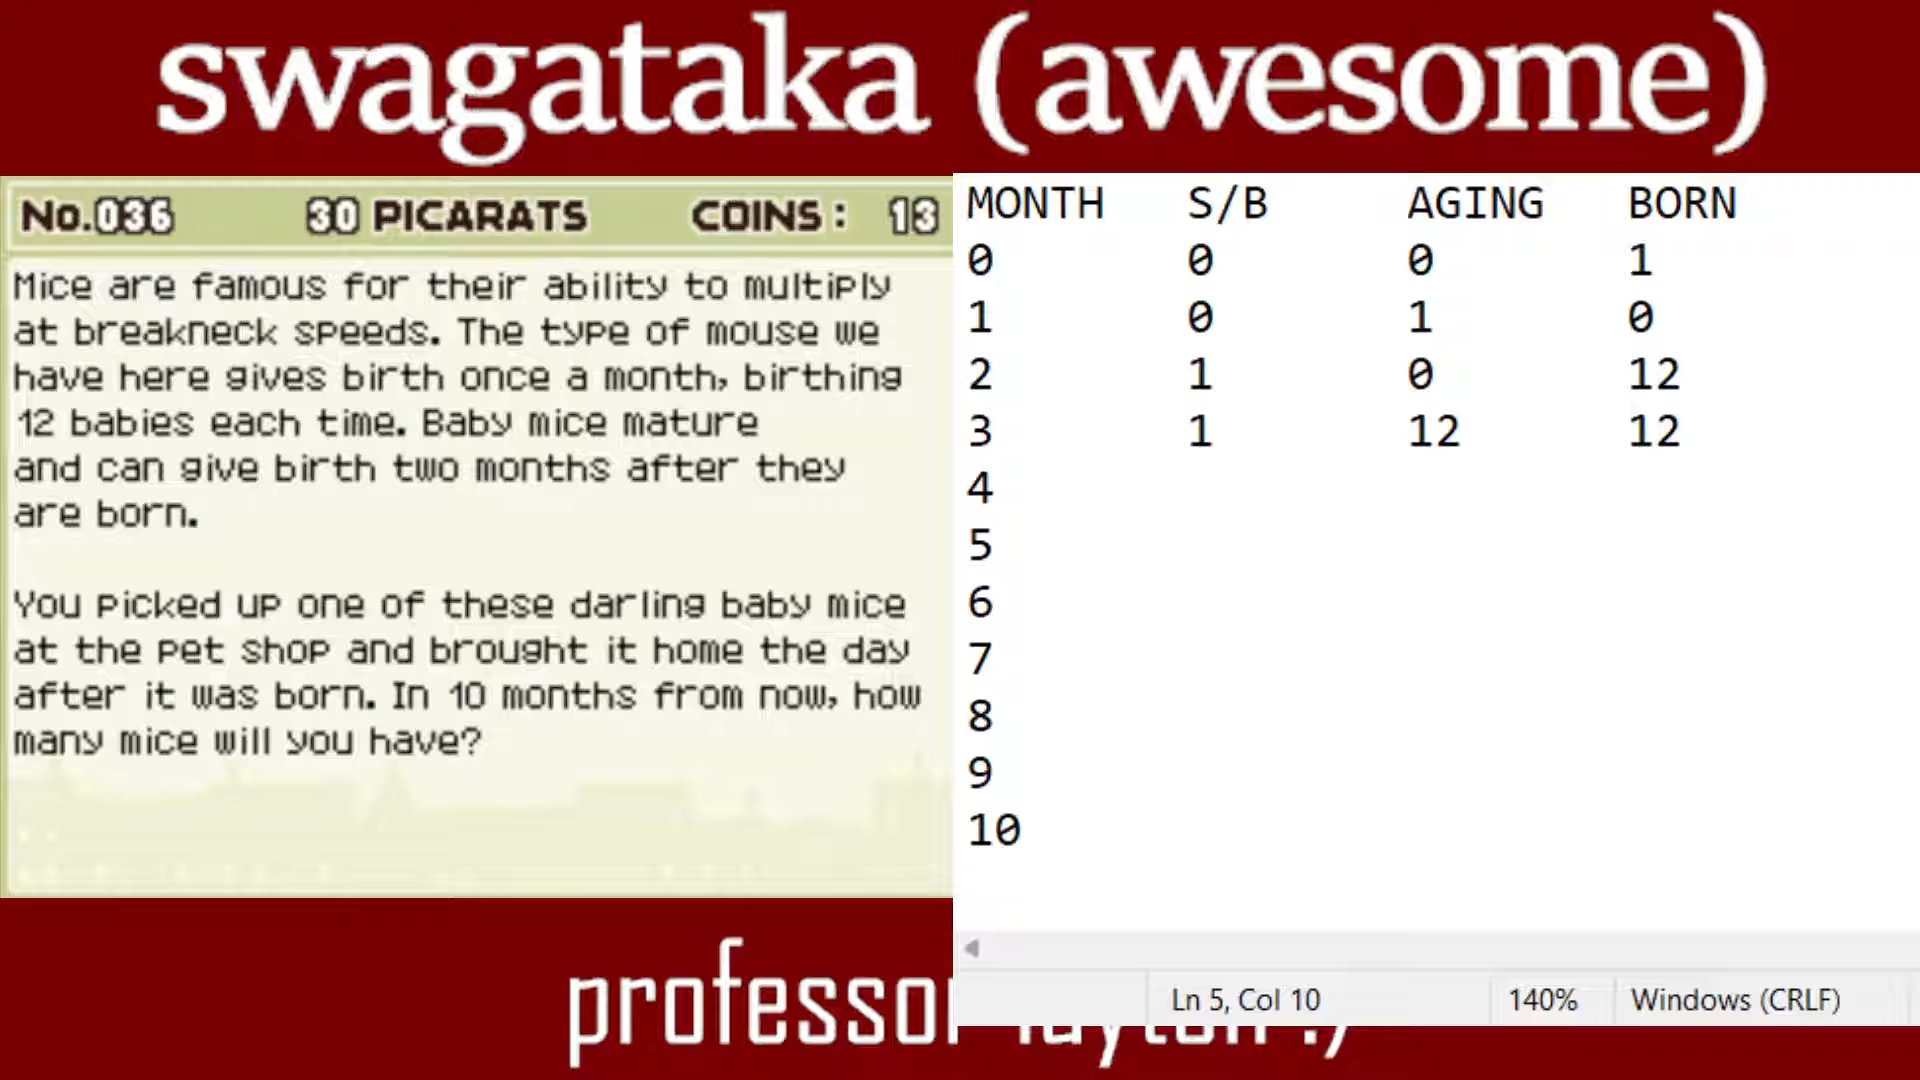 swagataka (awesome)
No.036 30 PICARATS COINS: 13
Mice are famous for their ability to multiply
at breakneck speeds. The type of mouse we
have here gives birth once a month, birthing
12 babies each time. Baby mice mature
and can give birth two months after they
are born.
You picked up one of these darling baby mice
at the pet shop and brought it home the day
after it was born. In 10 months from now, how
many mice will you have?
MONTH S/B AGING BORN
0 0 0 1
1 0 1 0
2 1 0 12
3 1 12 12
4
5
6
7
8
9
10
Ln 5, Col 10 140% Windows (CRLF)
professor layton :)